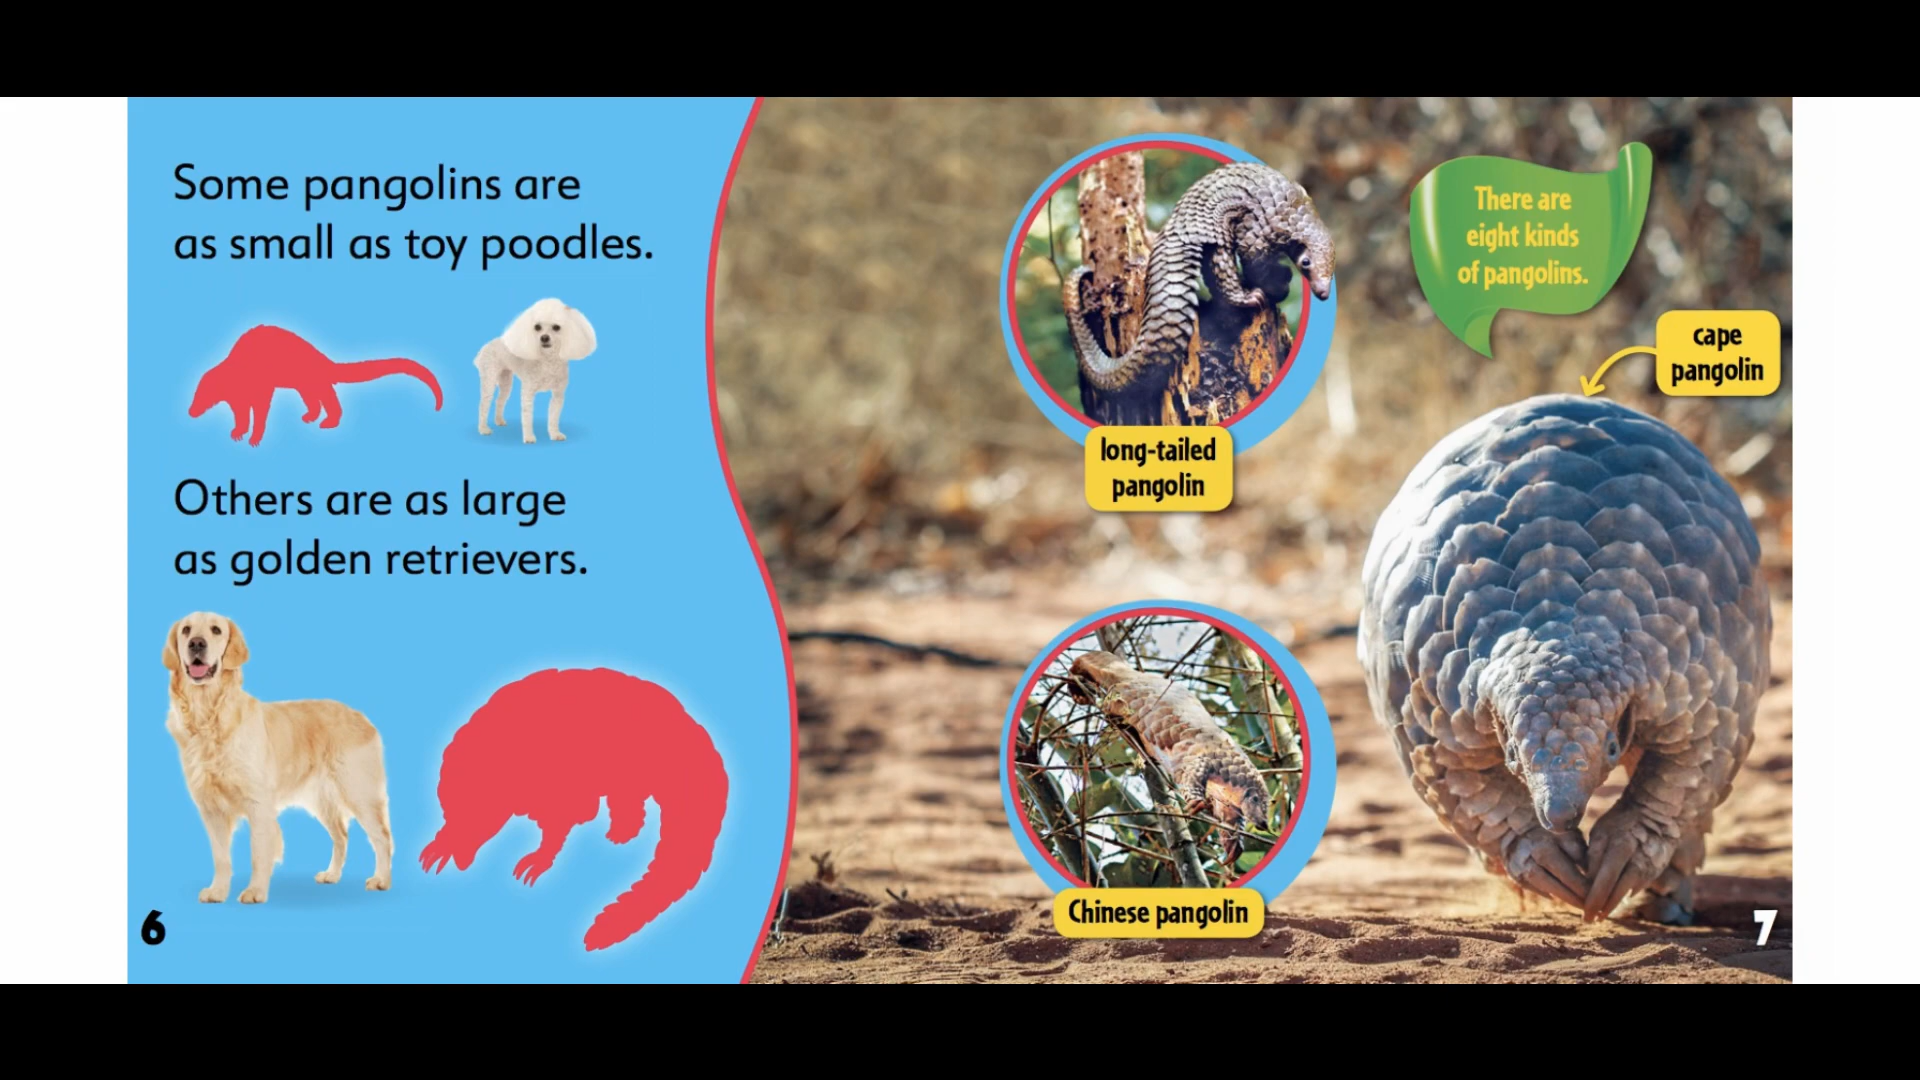 Some pangolins are
as small as toy poodles.
Others are as large
as golden retrievers.
6
long-tailed
pangolin
There are
eight kinds
of pangolins.
cape
pangolin
Chinese pangolin
7